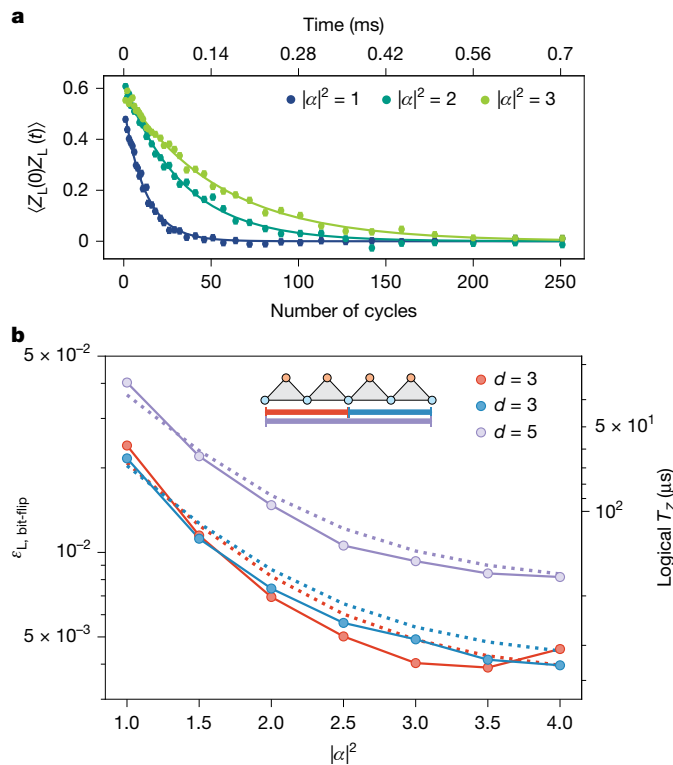 a
Time (ms)
0 0.14 0.28 0.42 0.56 0.7
|α|² = 1 |α|² = 2 |α|² = 3
0.6
0.4
0.2
0
⟨Z_L(0)Z_L (t)⟩
0 50 100 150 200 250
Number of cycles
b
5 × 10⁻²
10⁻²
5 × 10⁻³
ε_L, bit-flip
d = 3
d = 3
d = 5
5 × 10¹
10²
Logical T_Z (μs)
1.0 1.5 2.0 2.5 3.0 3.5 4.0
|α|²